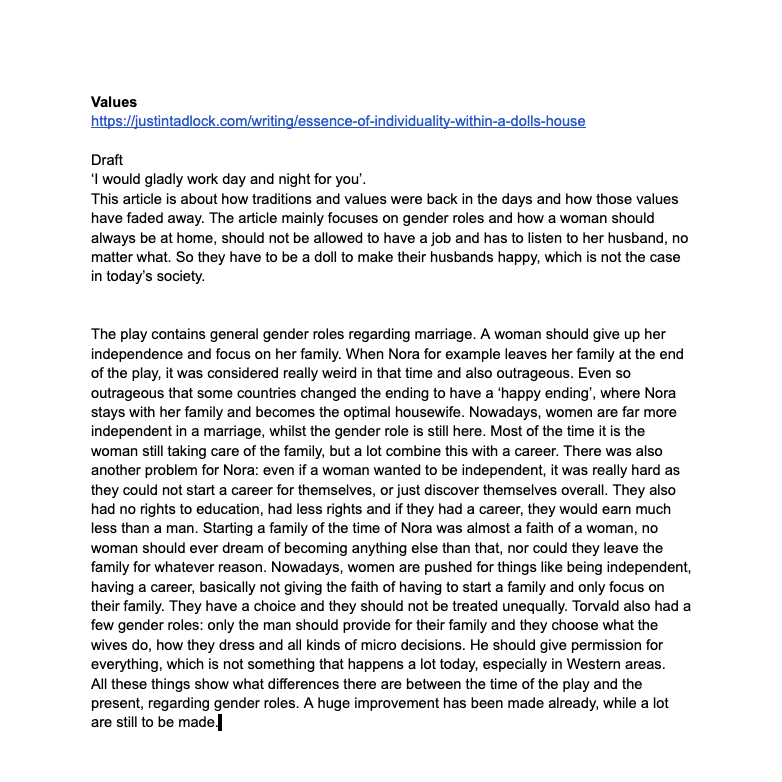 Values
https://justintadlock.com/writing/essence-of-individuality-within-a-dolls-house
Draft
‘I would gladly work day and night for you’.
This article is about how traditions and values were back in the days and how those values
have faded away. The article mainly focuses on gender roles and how a woman should
always be at home, should not be allowed to have a job and has to listen to her husband, no
matter what. So they have to be a doll to make their husbands happy, which is not the case
in today’s society.
The play contains general gender roles regarding marriage. A woman should give up her
independence and focus on her family. When Nora for example leaves her family at the end
of the play, it was considered really weird in that time and also outrageous. Even so
outrageous that some countries changed the ending to have a ‘happy ending’, where Nora
stays with her family and becomes the optimal housewife. Nowadays, women are far more
independent in a marriage, whilst the gender role is still here. Most of the time it is the
woman still taking care of the family, but a lot combine this with a career. There was also
another problem for Nora: even if a woman wanted to be independent, it was really hard as
they could not start a career for themselves, or just discover themselves overall. They also
had no rights to education, had less rights and if they had a career, they would earn much
less than a man. Starting a family of the time of Nora was almost a faith of a woman, no
woman should ever dream of becoming anything else than that, nor could they leave the
family for whatever reason. Nowadays, women are pushed for things like being independent,
having a career, basically not giving the faith of having to start a family and only focus on
their family. They have a choice and they should not be treated unequally. Torvald also had a
few gender roles: only the man should provide for their family and they choose what the
wives do, how they dress and all kinds of micro decisions. He should give permission for
everything, which is not something that happens a lot today, especially in Western areas.
All these things show what differences there are between the time of the play and the
present, regarding gender roles. A huge improvement has been made already, while a lot
are still to be made.